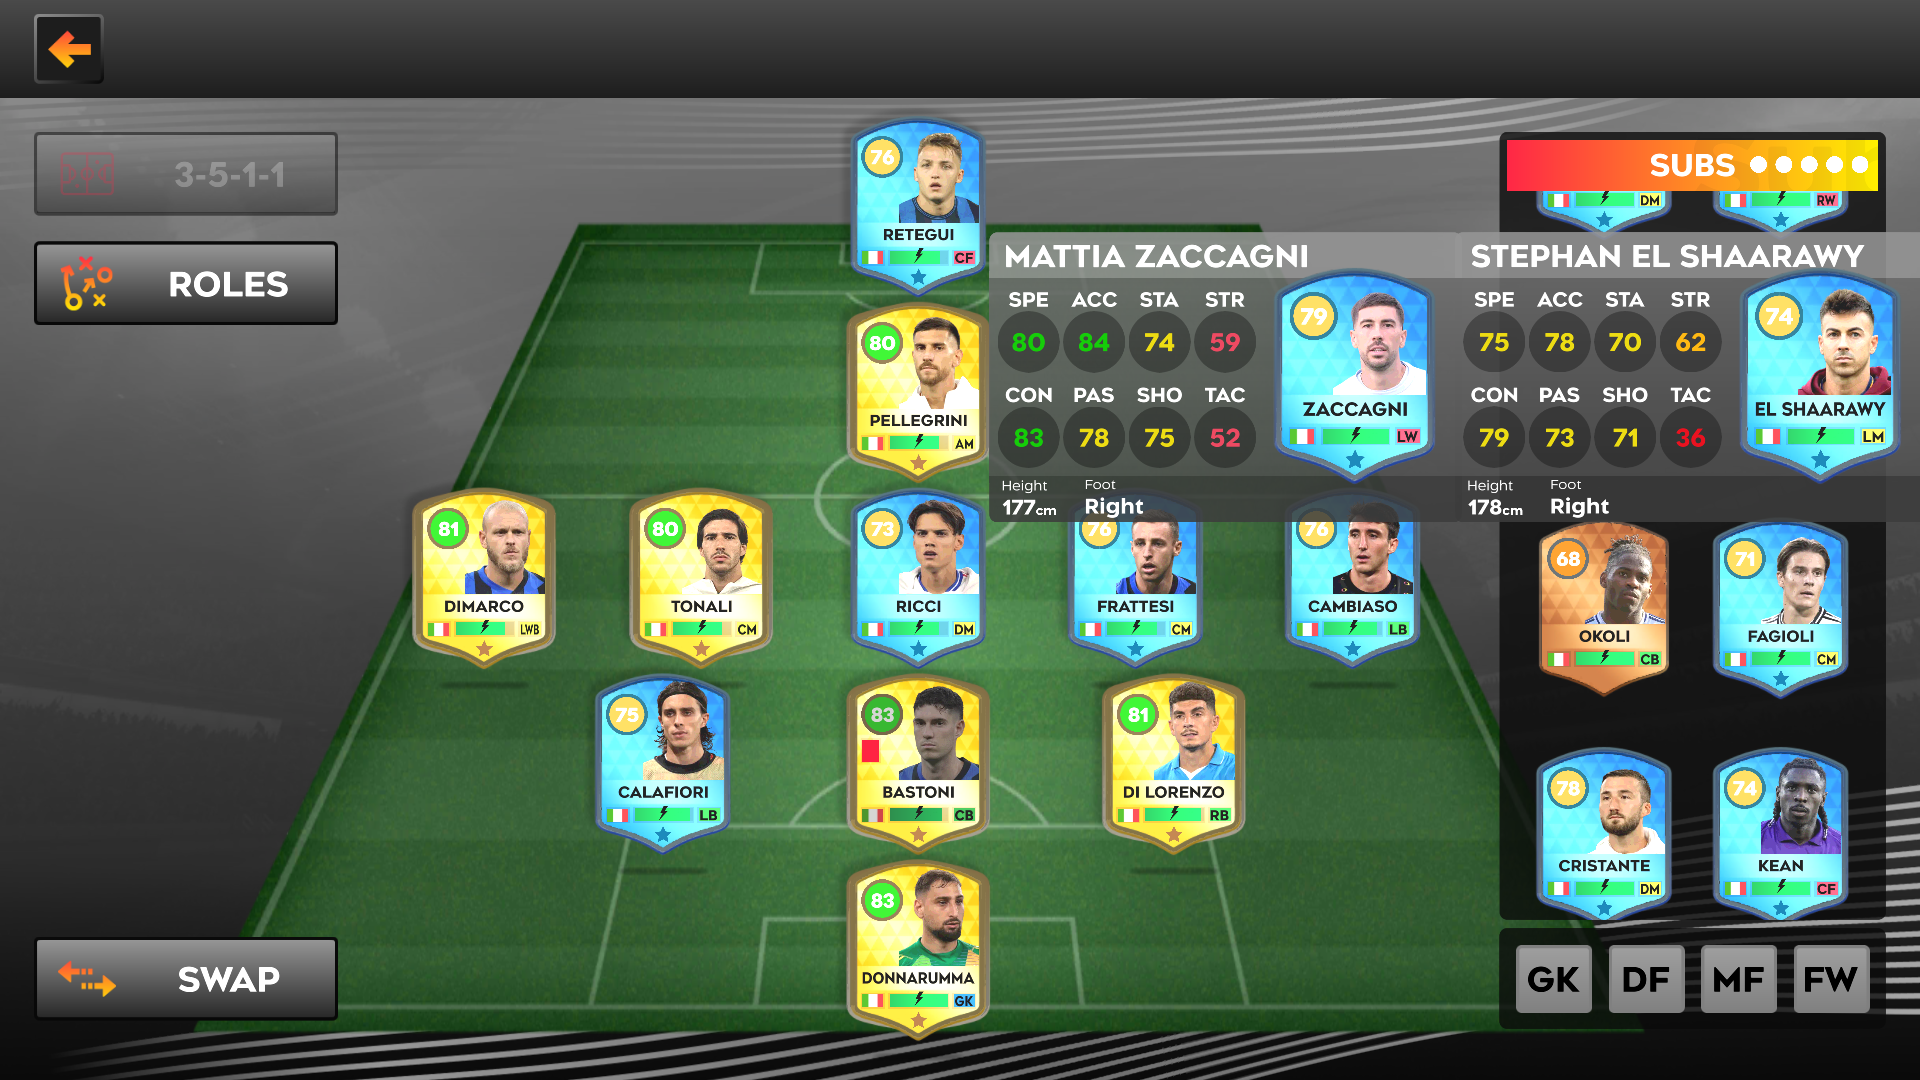 3-5-1-1
ROLES
SWAP
76
RETEGUI
CF
80
PELLEGRINI
AM
81
DIMARCO
LWB
80
TONALI
CM
73
RICCI
DM
76
FRATTESI
CM
76
CAMBIASO
LB
75
CALAFIORI
LB
83
BASTONI
CB
81
DI LORENZO
RB
83
DONNARUMMA
GK
SUBS
DM
RW
MATTIA ZACCAGNI
SPE ACC STA STR
80 84 74 59
CON PAS SHO TAC
83 78 75 52
Height Foot
177cm Right
79
ZACCAGNI
LW
STEPHAN EL SHAARAWY
SPE ACC STA STR
75 78 70 62
CON PAS SHO TAC
79 73 71 36
Height Foot
178cm Right
74
EL SHAARAWY
LM
68
OKOLI
CB
71
FAGIOLI
CM
78
CRISTANTE
DM
74
KEAN
CF
GK DF MF FW